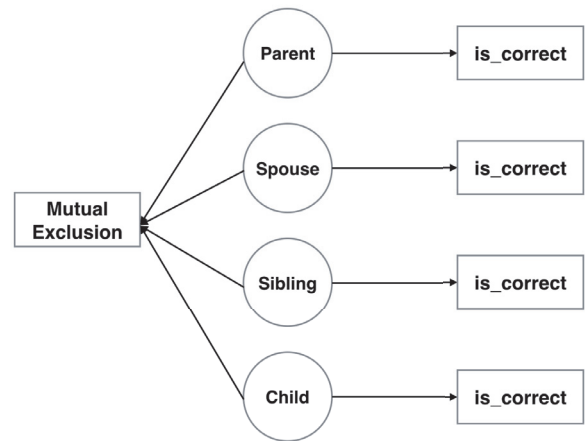 Parent
is_correct
Spouse
is_correct
Mutual
Exclusion
Sibling
is_correct
Child
is_correct